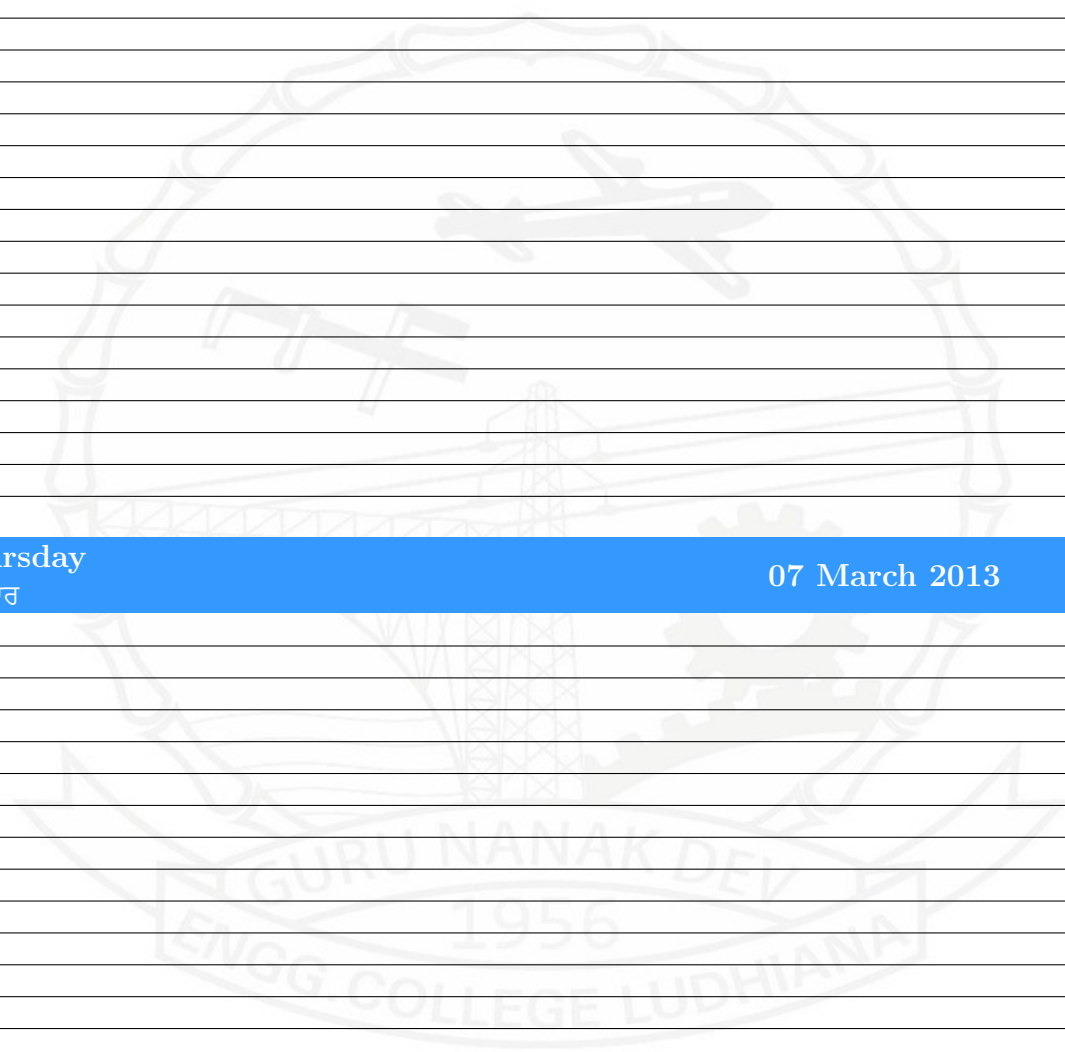 rsday
07 March 2013
ਾਰ
GURU NANAK DEV
1956
ENGG. COLLEGE LUDHIANA